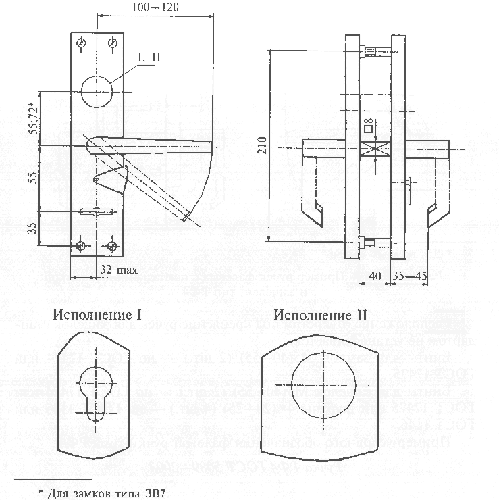 100—120
I, II
55;72*
55
35
32 max
210
□8
40
35—45
Исполнение I
Исполнение II
* Для замков типа ЗВ7